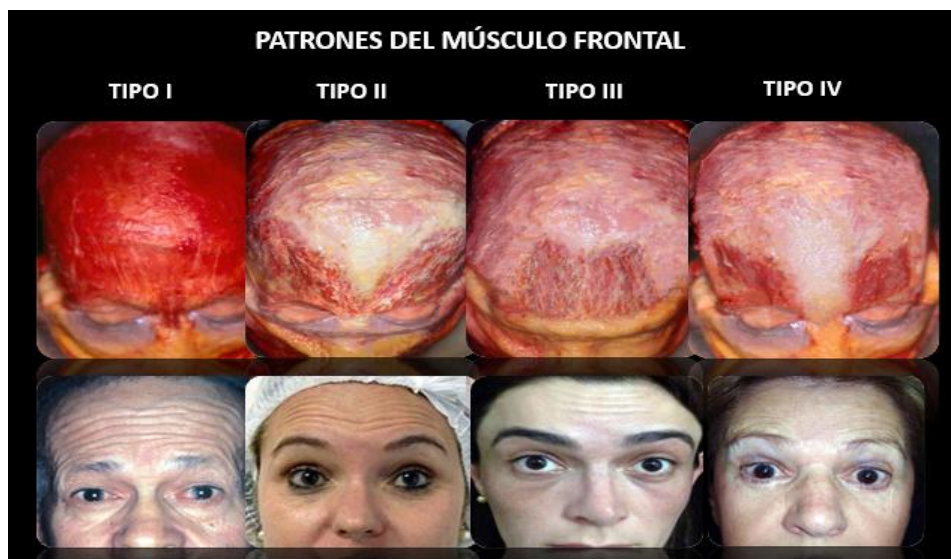 PATRONES DEL MÚSCULO FRONTAL
TIPO I
TIPO II
TIPO III
TIPO IV